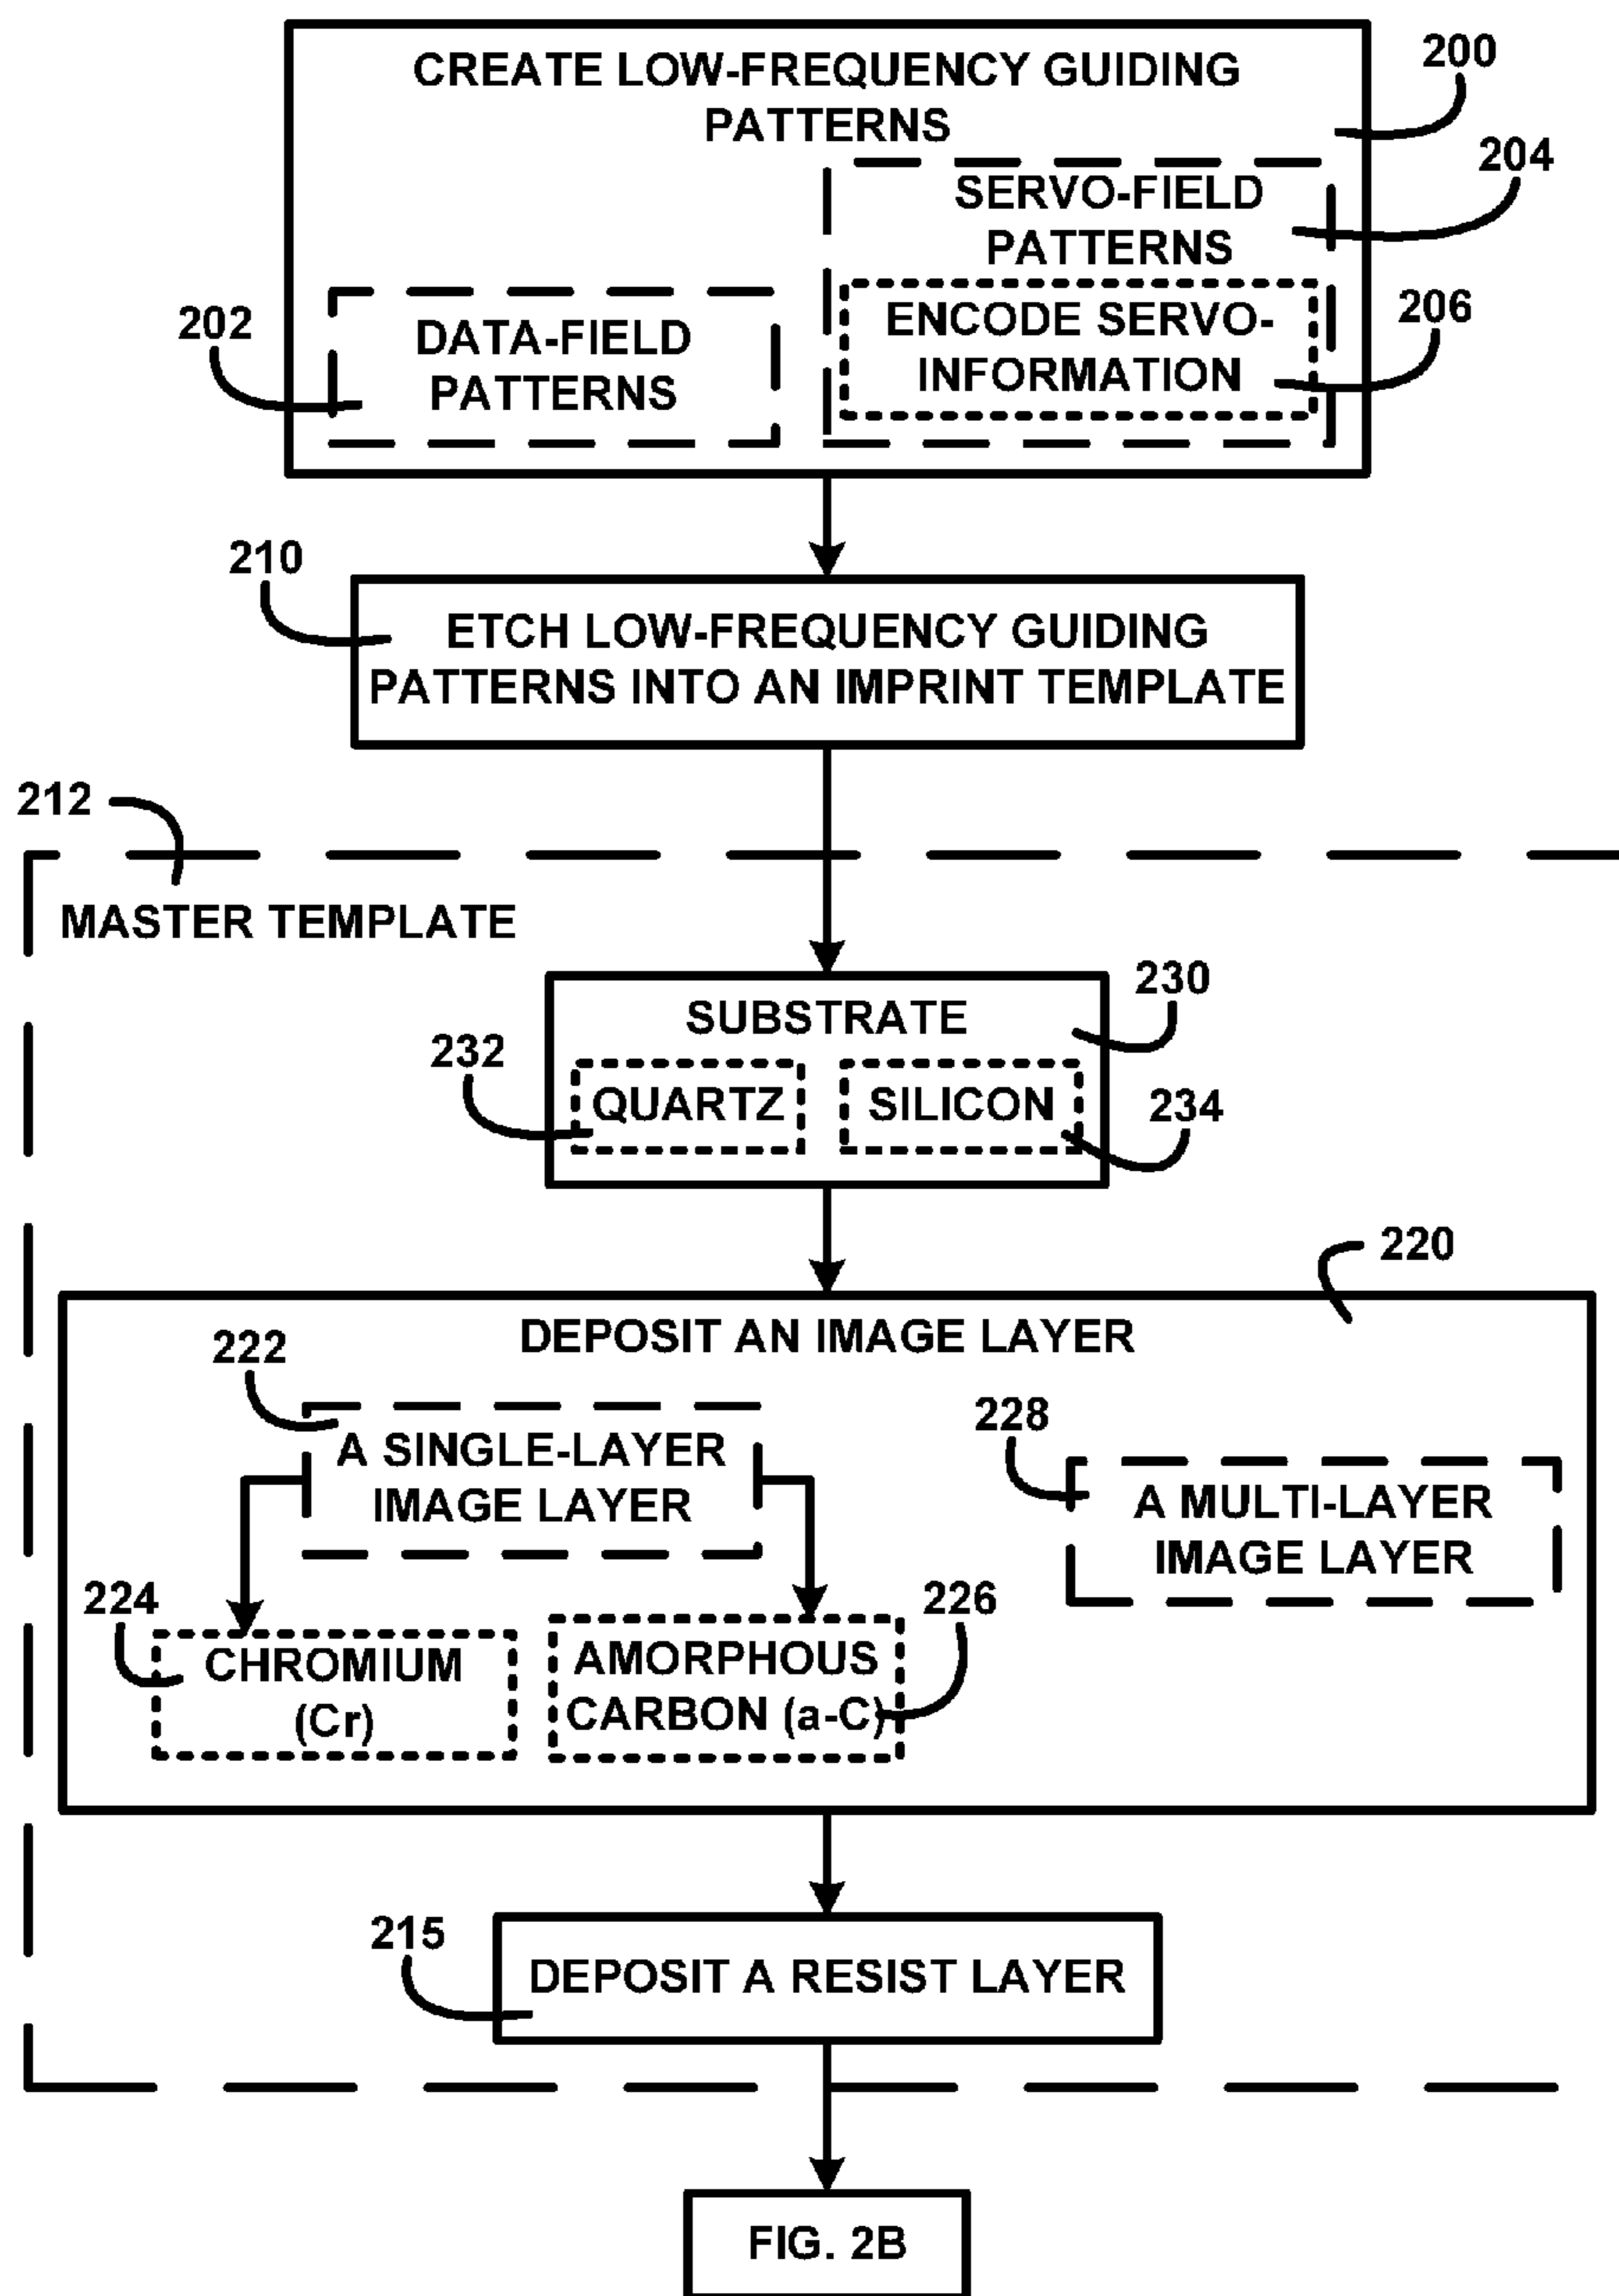 CREATE LOW-FREQUENCY GUIDING
PATTERNS
200
204
SERVO-FIELD
PATTERNS
202
DATA-FIELD
PATTERNS
ENCODE SERVO-
INFORMATION
206
210
ETCH LOW-FREQUENCY GUIDING
PATTERNS INTO AN IMPRINT TEMPLATE
212
MASTER TEMPLATE
230
SUBSTRATE
232
QUARTZ
SILICON
234
220
DEPOSIT AN IMAGE LAYER
222
A SINGLE-LAYER
IMAGE LAYER
228
A MULTI-LAYER
IMAGE LAYER
224
CHROMIUM
(Cr)
226
AMORPHOUS
CARBON (a-C)
215
DEPOSIT A RESIST LAYER
FIG. 2B